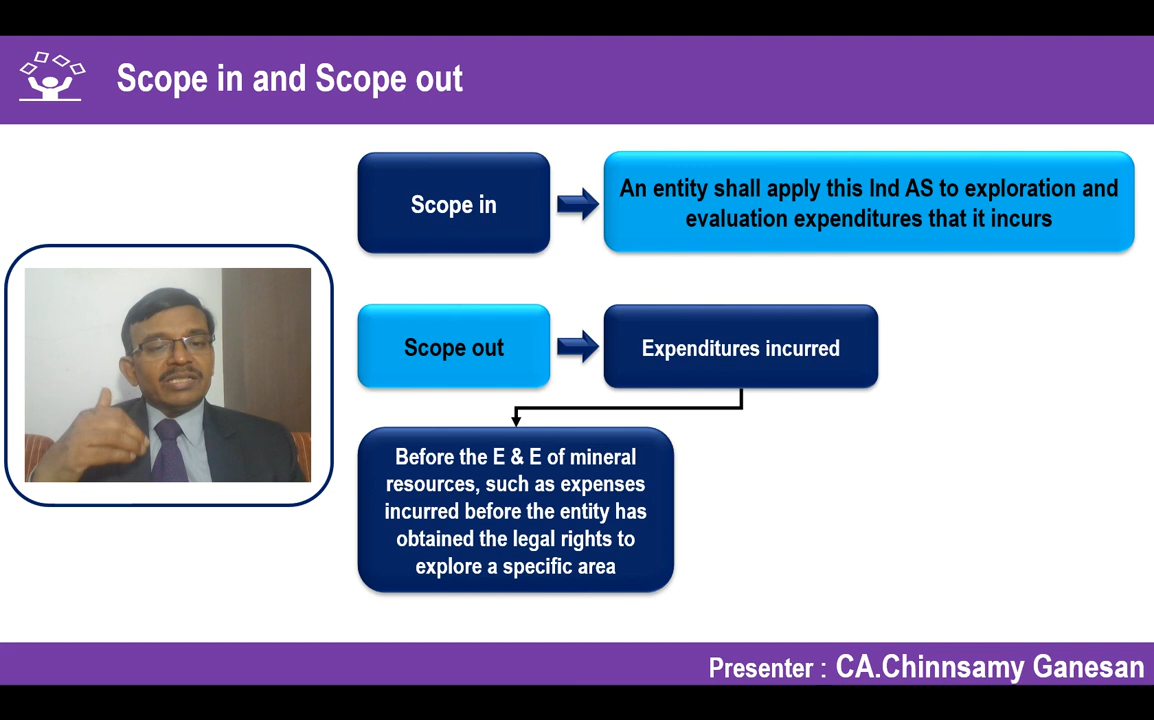 Scope in and Scope out
Scope in
An entity shall apply this Ind AS to exploration and
evaluation expenditures that it incurs
Scope out
Expenditures incurred
Before the E & E of mineral
resources, such as expenses
incurred before the entity has
obtained the legal rights to
explore a specific area
Presenter : CA.Chinnsamy Ganesan